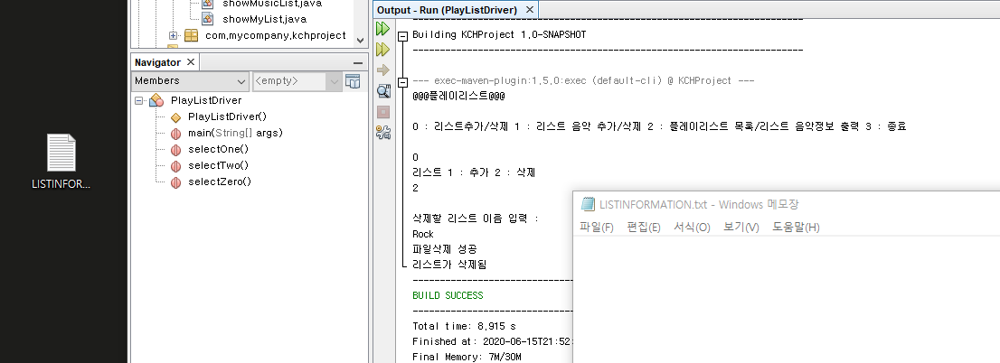 LISTINFOR...
showMusicList.java
showMyList.java
com.mycompany.kchproject
Navigator
Members
<empty>
PlayListDriver
PlayListDriver()
main(String[] args)
selectOne()
selectTwo()
selectZero()
Output - Run (PlayListDriver)
------------------------------------------------------------------------
Building KCHProject 1.0-SNAPSHOT
------------------------------------------------------------------------
--- exec-maven-plugin:1.5.0:exec (default-cli) @ KCHProject ---
@@@플레이리스트@@@
0 : 리스트추가/삭제 1 : 리스트 음악 추가/삭제 2 : 플레이리스트 목록/리스트 음악정보 출력 3 : 종료
0
리스트 1 : 추가 2 : 삭제
2
삭제할 리스트 이름 입력 :
Rock
파일삭제 성공
리스트가 삭제됨
------------------------------
BUILD SUCCESS
------------------------------
Total time: 8.915 s
Finished at: 2020-06-15T21:52:
Final Memory: 7M/30M
LISTINFORMATION.txt - Windows 메모장
파일(F) 편집(E) 서식(O) 보기(V) 도움말(H)